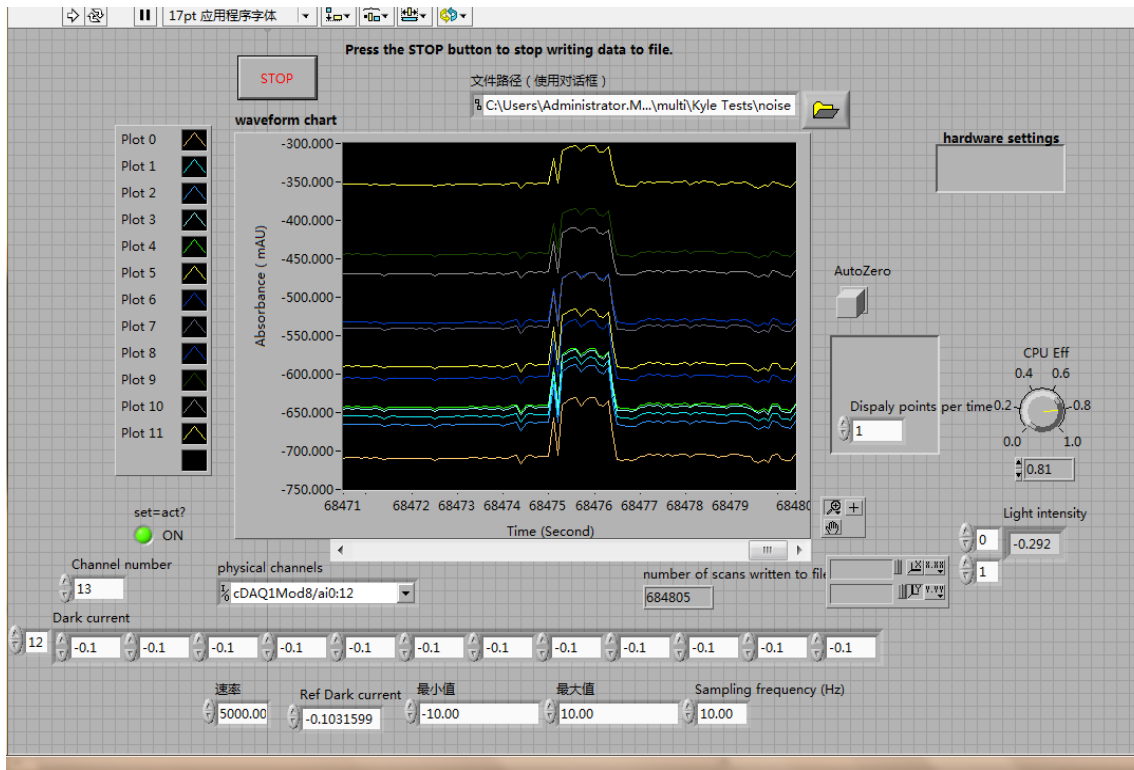 17pt 应用程序字体
Press the STOP button to stop writing data to file.
STOP
文件路径（使用对话框）
C:\Users\Administrator.M...\multi\Kyle Tests\noise
waveform chart
hardware settings
Plot 0
Plot 1
Plot 2
Plot 3
Plot 4
Plot 5
Plot 6
Plot 7
Plot 8
Plot 9
Plot 10
Plot 11
Absorbance ( mAU)
-300.000
-350.000
-400.000
-450.000
-500.000
-550.000
-600.000
-650.000
-700.000
-750.000
68471 68472 68473 68474 68475 68476 68477 68478 68479 6848
Time (Second)
AutoZero
CPU Eff
0.4 0.6
Dispaly points per time 0.2 0.8
1
0.0 1.0
0.81
set=act?
ON
Light intensity
0 -0.292
1
Channel number
13
physical channels
cDAQ1Mod8/ai0:12
number of scans written to file
684805
X.XX
Y.YY
Dark current
12 -0.1 -0.1 -0.1 -0.1 -0.1 -0.1 -0.1 -0.1 -0.1 -0.1 -0.1 -0.1
速率 Ref Dark current 最小值 最大值 Sampling frequency (Hz)
5000.00 -0.1031599 -10.00 10.00 10.00